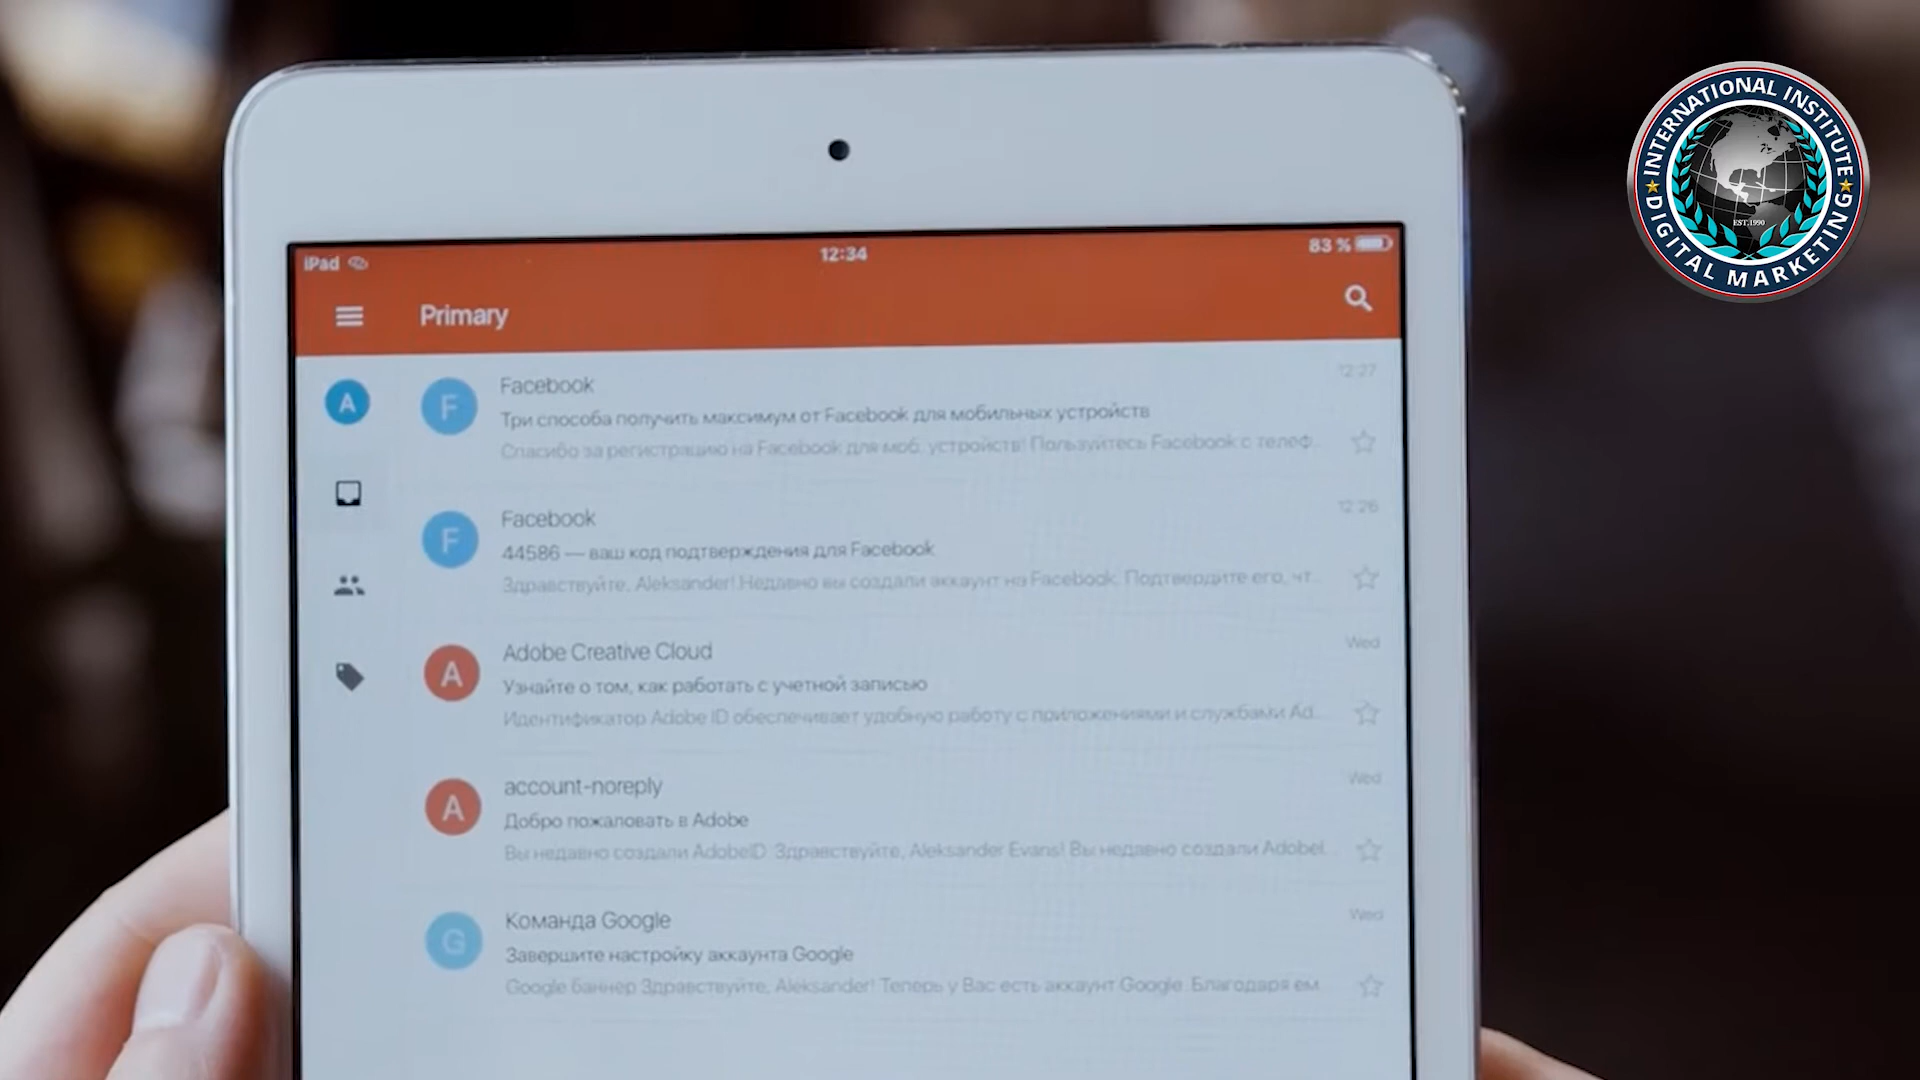 iPad
12:34
83 %
Primary
A
F
Facebook
12:27
Три способа получить максимум от Facebook для мобильных устройств
Спасибо за регистрацию на Facebook для моб. устройств! Пользуйтесь Facebook с телеф...
F
Facebook
12:26
44586 — ваш код подтверждения для Facebook
Здравствуйте, Aleksander! Недавно вы создали аккаунт на Facebook. Подтвердите его, чт...
A
Adobe Creative Cloud
Wed
Узнайте о том, как работать с учетной записью
Идентификатор Adobe ID обеспечивает удобную работу с приложениями и службами Ad...
A
account-noreply
Wed
Добро пожаловать в Adobe
Вы недавно создали AdobeID. Здравствуйте, Aleksander Evans! Вы недавно создали Adobel...
G
Команда Google
Wed
Завершите настройку аккаунта Google
Google баннер Здравствуйте, Aleksander! Теперь у Вас есть аккаунт Google. Благодаря ем...
INTERNATIONAL INSTITUTE
EST.1990
DIGITAL MARKETING